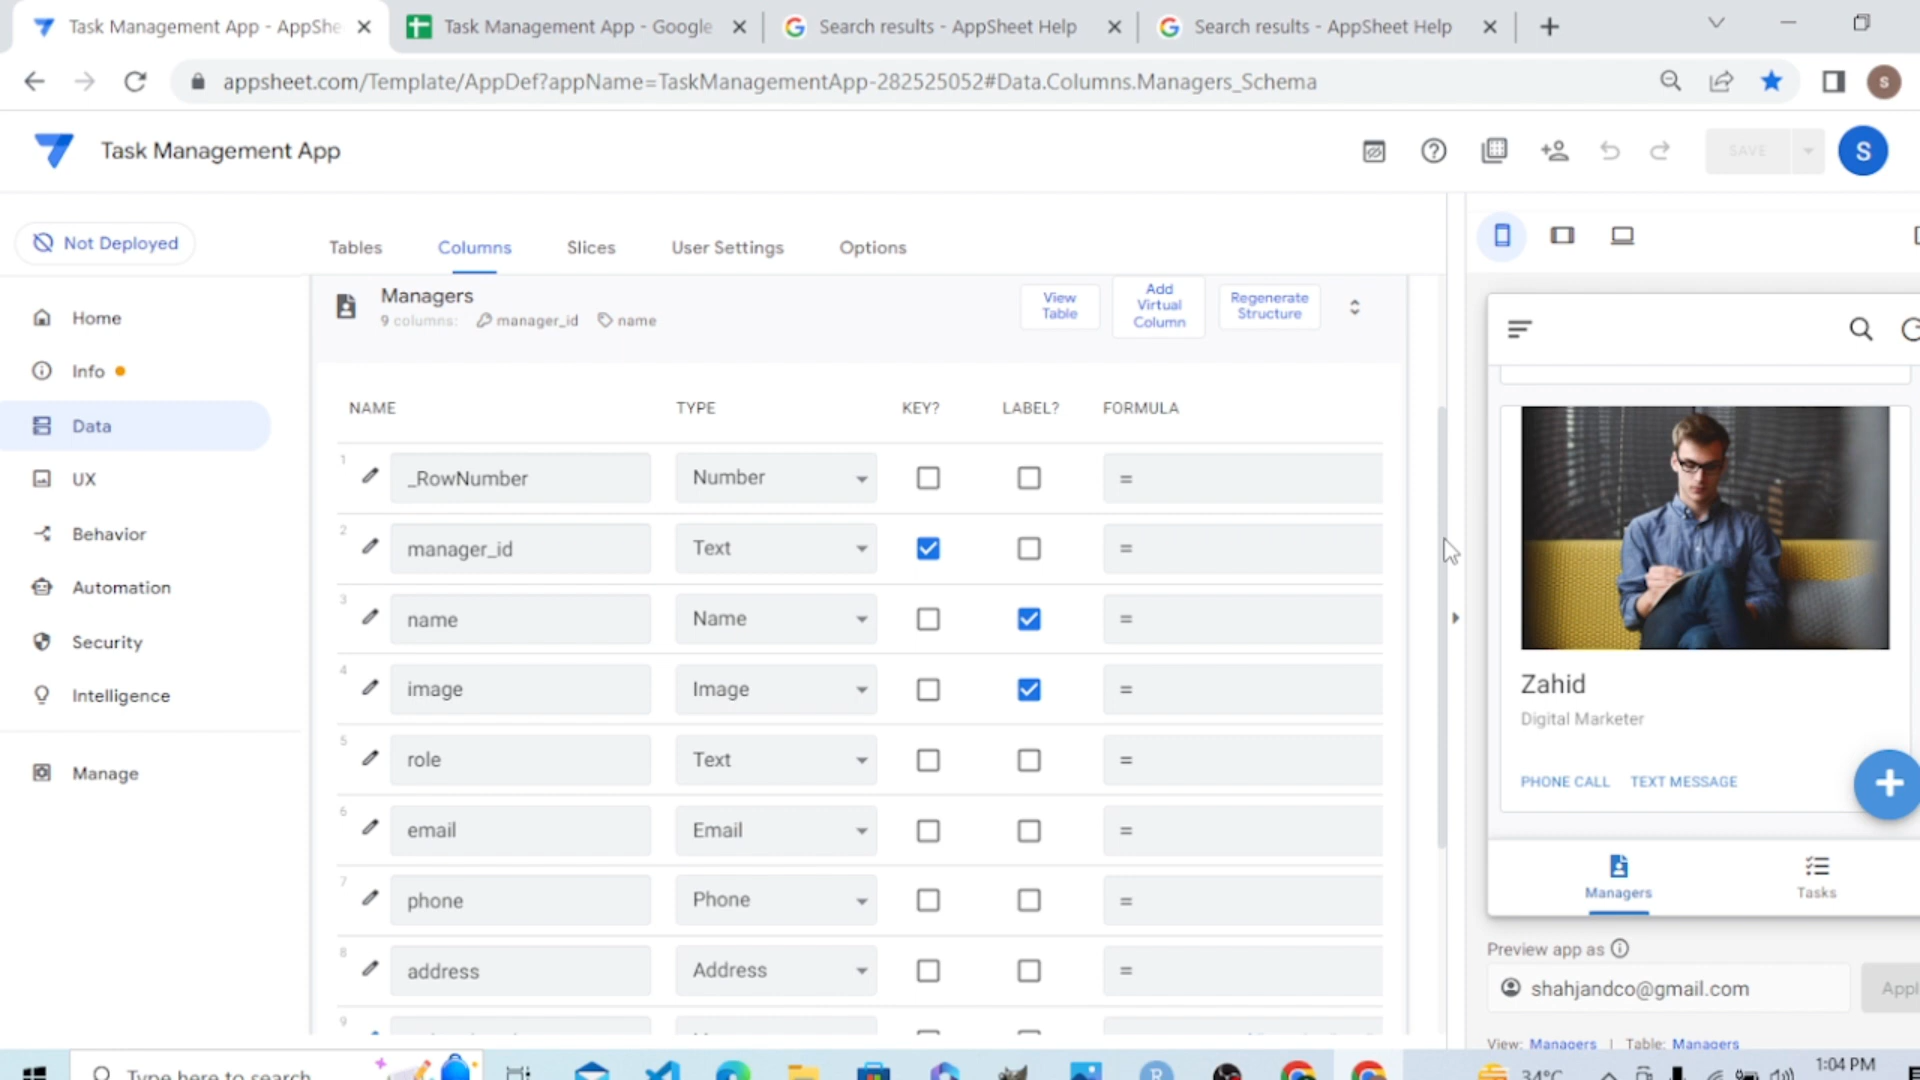 Task Management App - AppShe
Task Management App - Google
Search results - AppSheet Help
Search results - AppSheet Help
appsheet.com/Template/AppDef?appName=TaskManagementApp-282525052#Data.Columns.Managers_Schema
S
Task Management App
SAVE
S
Not Deployed
Tables
Columns
Slices
User Settings
Options
Home
Info
Data
UX
Behavior
Automation
Security
Intelligence
Manage
Managers
9 columns: manager_id name
View Table
Add Virtual Column
Regenerate Structure
NAME TYPE KEY? LABEL? FORMULA
1 _RowNumber Number =
2 manager_id Text =
3 name Name =
4 image Image =
5 role Text =
6 email Email =
7 phone Phone =
8 address Address =
9
Zahid
Digital Marketer
PHONE CALL TEXT MESSAGE
Managers
Tasks
Preview app as
shahjandco@gmail.com
Appl
View: Managers | Table: Managers
Type here to search
34°C
1:04 PM